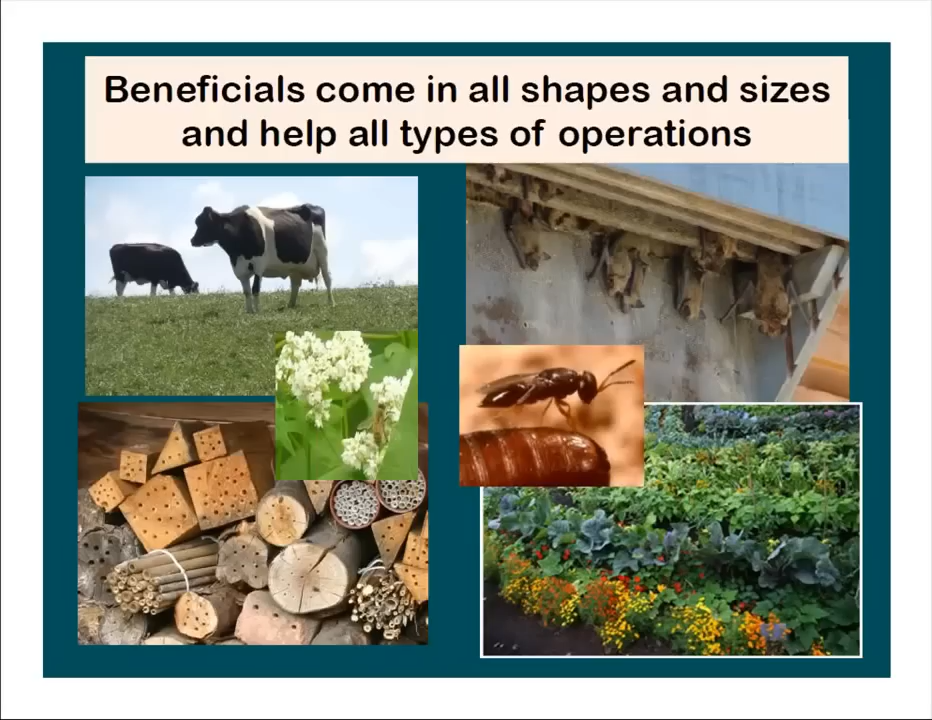 Beneficials come in all shapes and sizes
and help all types of operations